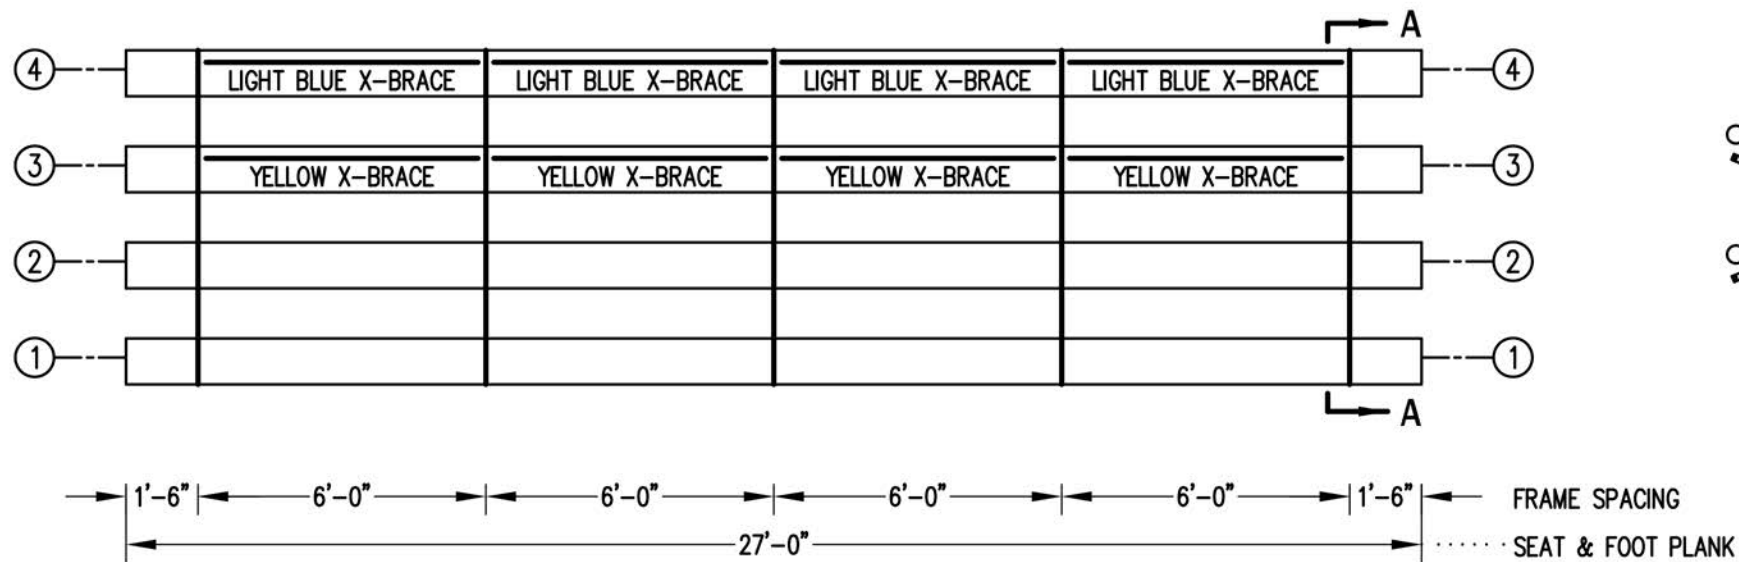 A
4 LIGHT BLUE X-BRACE LIGHT BLUE X-BRACE LIGHT BLUE X-BRACE LIGHT BLUE X-BRACE 4
3 YELLOW X-BRACE YELLOW X-BRACE YELLOW X-BRACE YELLOW X-BRACE 3
2 2
1 1
A
1'-6" 6'-0" 6'-0" 6'-0" 6'-0" 1'-6" FRAME SPACING
27'-0" SEAT & FOOT PLANK